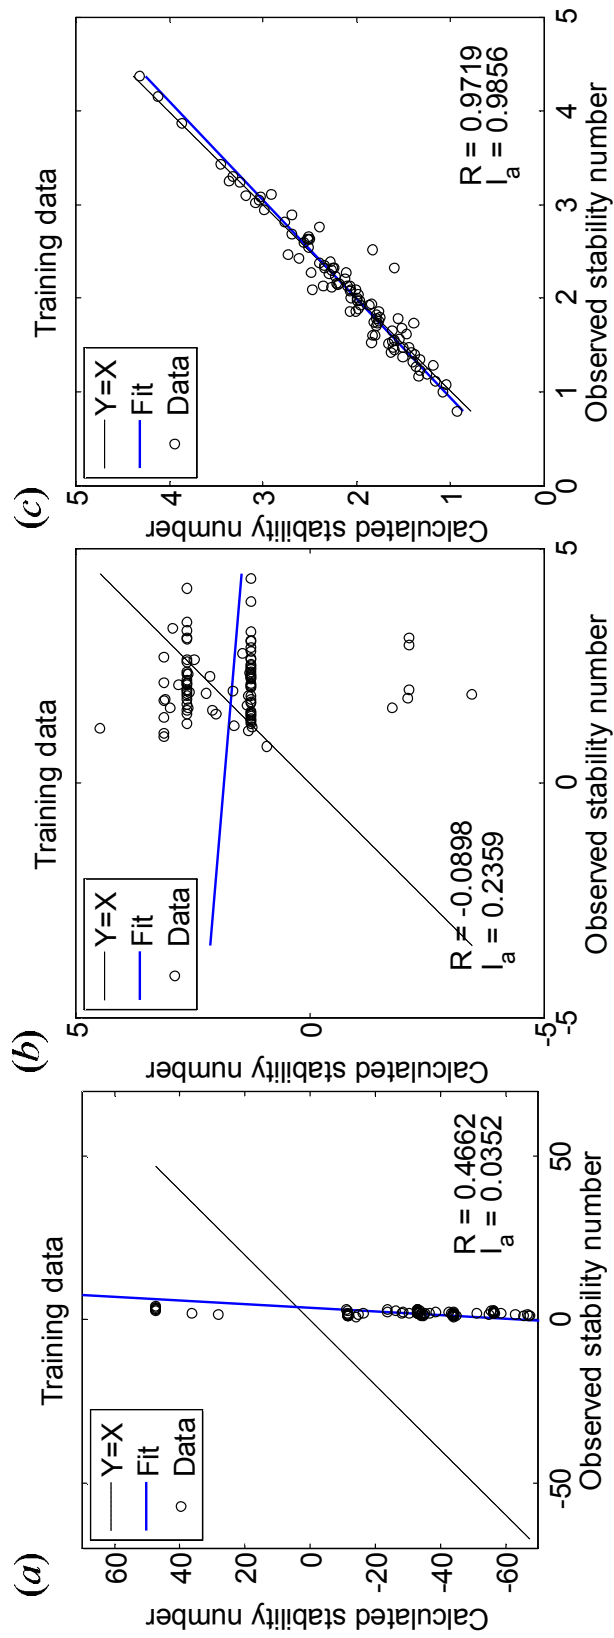 (a)
Training data
Y=X
Fit
Data
60
40
20
0
-20
-40
-60
Calculated stability number
R = 0.4662
Ia = 0.0352
-50
0
50
Observed stability number
(b)
Training data
Y=X
Fit
Data
5
0
-5
Calculated stability number
R = -0.0898
Ia = 0.2359
-5
0
5
Observed stability number
(c)
Training data
Y=X
Fit
Data
5
4
3
2
1
0
Calculated stability number
R = 0.9719
Ia = 0.9856
0
1
2
3
4
5
Observed stability number